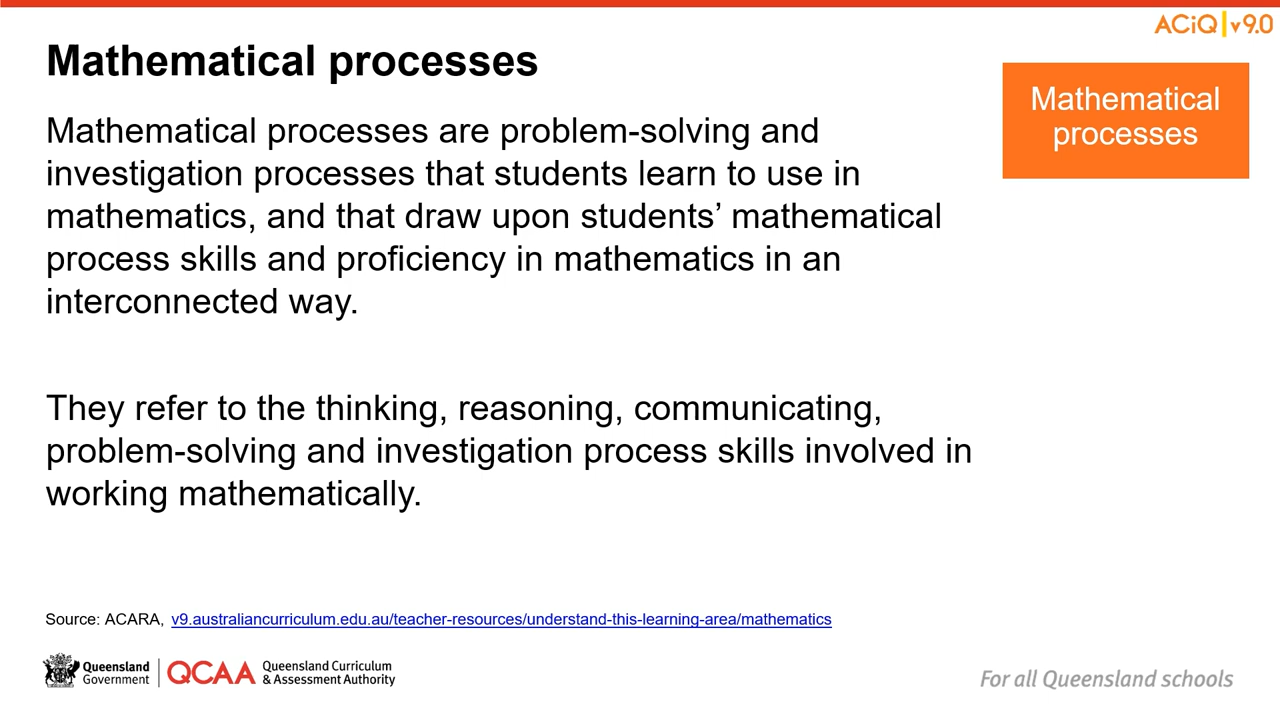 ACiQ v9.0
Mathematical processes
Mathematical
processes
Mathematical processes are problem-solving and
investigation processes that students learn to use in
mathematics, and that draw upon students’ mathematical
process skills and proficiency in mathematics in an
interconnected way.
They refer to the thinking, reasoning, communicating,
problem-solving and investigation process skills involved in
working mathematically.
Source: ACARA, v9.australiancurriculum.edu.au/teacher-resources/understand-this-learning-area/mathematics
Queensland
Government
QCAA
Queensland Curriculum
& Assessment Authority
For all Queensland schools